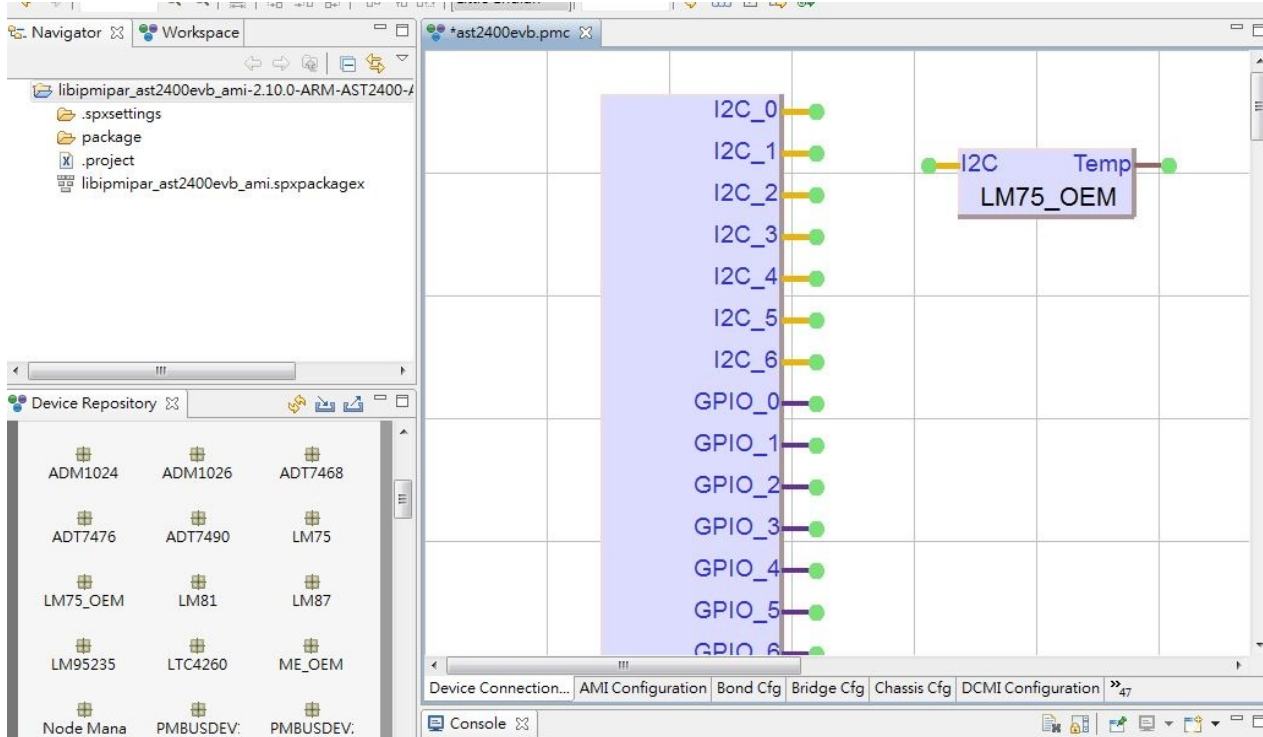 Little Endian
Navigator
Workspace
*ast2400evb.pmc
libipmipar_ast2400evb_ami-2.10.0-ARM-AST2400-
.spxsettings
package
.project
libipmipar_ast2400evb_ami.spxpackagex
I2C_0
I2C_1
I2C_2
I2C_3
I2C_4
I2C_5
I2C_6
GPIO_0
GPIO_1
GPIO_2
GPIO_3
GPIO_4
GPIO_5
GPIO_6
I2C Temp
LM75_OEM
Device Repository
ADM1024 ADM1026 ADT7468
ADT7476 ADT7490 LM75
LM75_OEM LM81 LM87
LM95235 LTC4260 ME_OEM
Node Mana PMBUSDEV: PMBUSDEV;
Device Connection... AMI Configuration Bond Cfg Bridge Cfg Chassis Cfg DCMI Configuration »47
Console